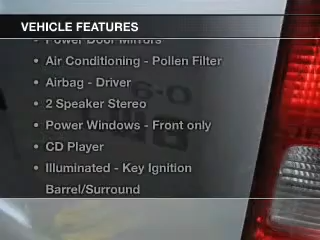 VEHICLE FEATURES
• Power Door Mirrors
• Air Conditioning - Pollen Filter
• Airbag - Driver
• 2 Speaker Stereo
• Power Windows - Front only
• CD Player
• Illuminated - Key Ignition
Barrel/Surround